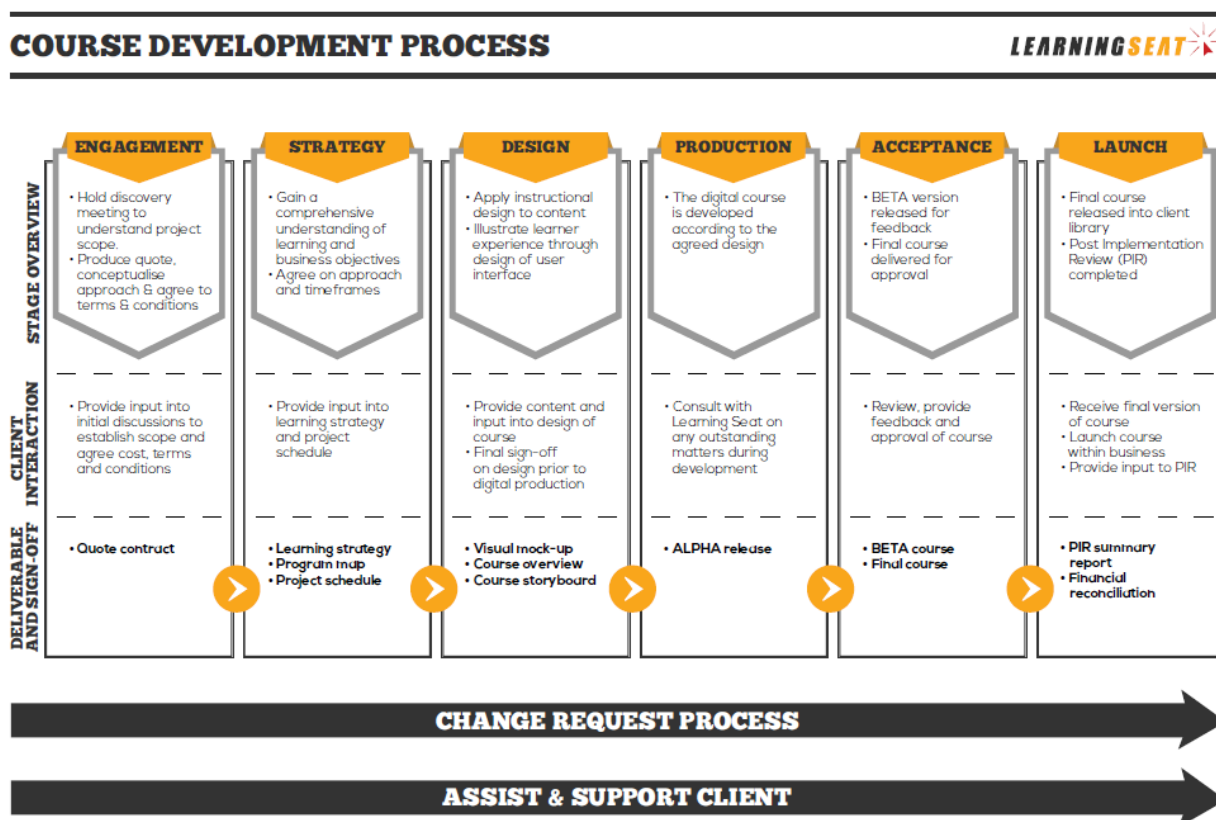 COURSE DEVELOPMENT PROCESS
LEARNINGSEAT
ENGAGEMENT
STRATEGY
DESIGN
PRODUCTION
ACCEPTANCE
LAUNCH
STAGE OVERVIEW
• Hold discovery
meeting to
understand project
scope.
• Produce quote,
conceptualise
approach & agree to
terms & conditions
• Gain a
comprehensive
understanding of
learning and
business objectives
• Agree on approach
and timeframes
• Apply instructional
design to content
• Illustrate learner
experience through
design of user
interface
• The digital course
is developed
according to the
agreed design
• BETA version
released for
feedback
• Final course
delivered for
approval
• Final course
released into client
library
• Post Implementation
Review (PIR)
completed
CLIENT
INTERACTION
• Provide input into
initial discussions to
establish scope and
agree cost, terms
and conditions
• Provide input into
learning strategy
and project
schedule
• Provide content and
input into design of
course
• Final sign-off
on design prior to
digital production
• Consult with
Learning Seat on
any outstanding
matters during
development
• Review, provide
feedback and
approval of course
• Receive final version
of course
• Launch course
within business
• Provide input to PIR
DELIVERABLE
AND SIGN-OFF
• Quote contract
• Learning strategy
• Program map
• Project schedule
• Visual mock-up
• Course overview
• Course storyboard
• ALPHA release
• BETA course
• Final course
• PIR summary
report
• Financial
reconciliation
CHANGE REQUEST PROCESS
ASSIST & SUPPORT CLIENT